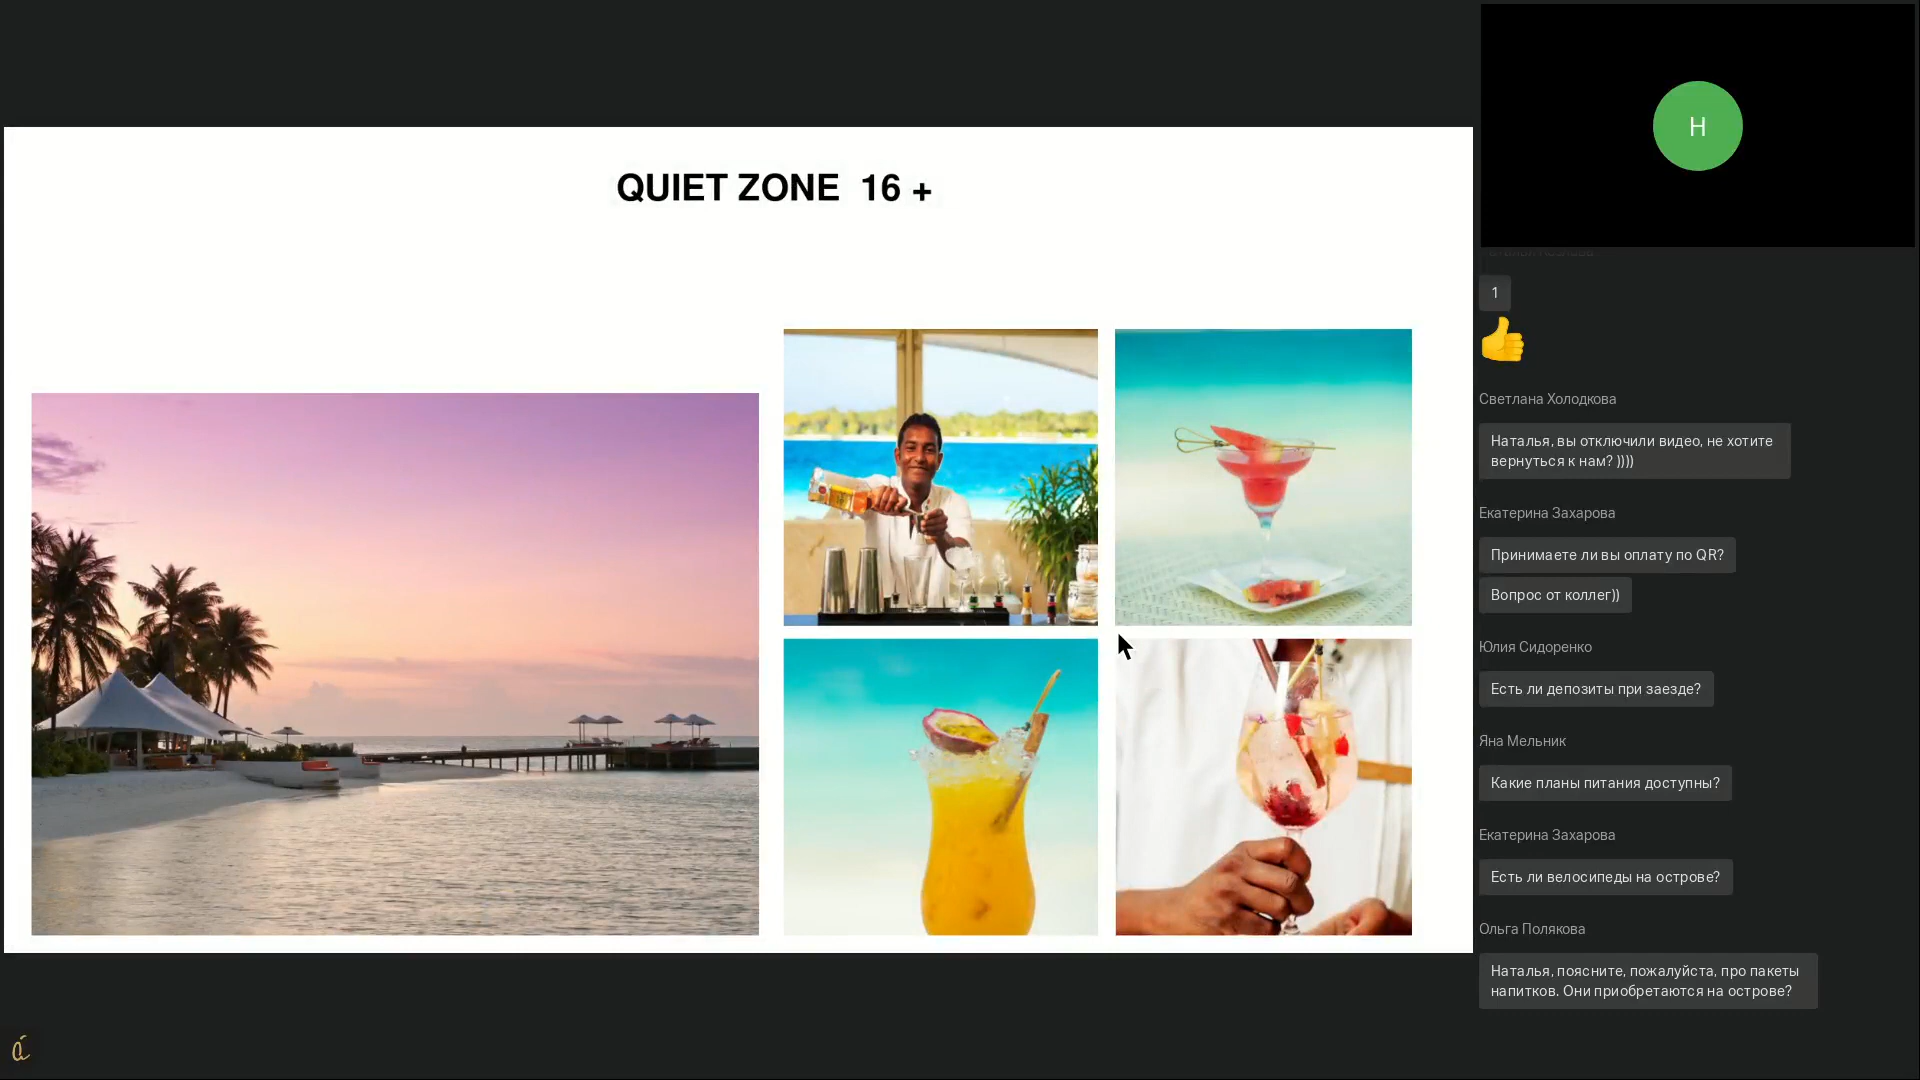 QUIET ZONE 16 +
H
1
Светлана Холодкова
Наталья, вы отключили видео, не хотите
вернуться к нам? ))))
Екатерина Захарова
Принимаете ли вы оплату по QR?
Вопрос от коллег))
Юлия Сидоренко
Есть ли депозиты при заезде?
Яна Мельник
Какие планы питания доступны?
Екатерина Захарова
Есть ли велосипеды на острове?
Ольга Полякова
Наталья, поясните, пожалуйста, про пакеты
напитков. Они приобретаются на острове?
á